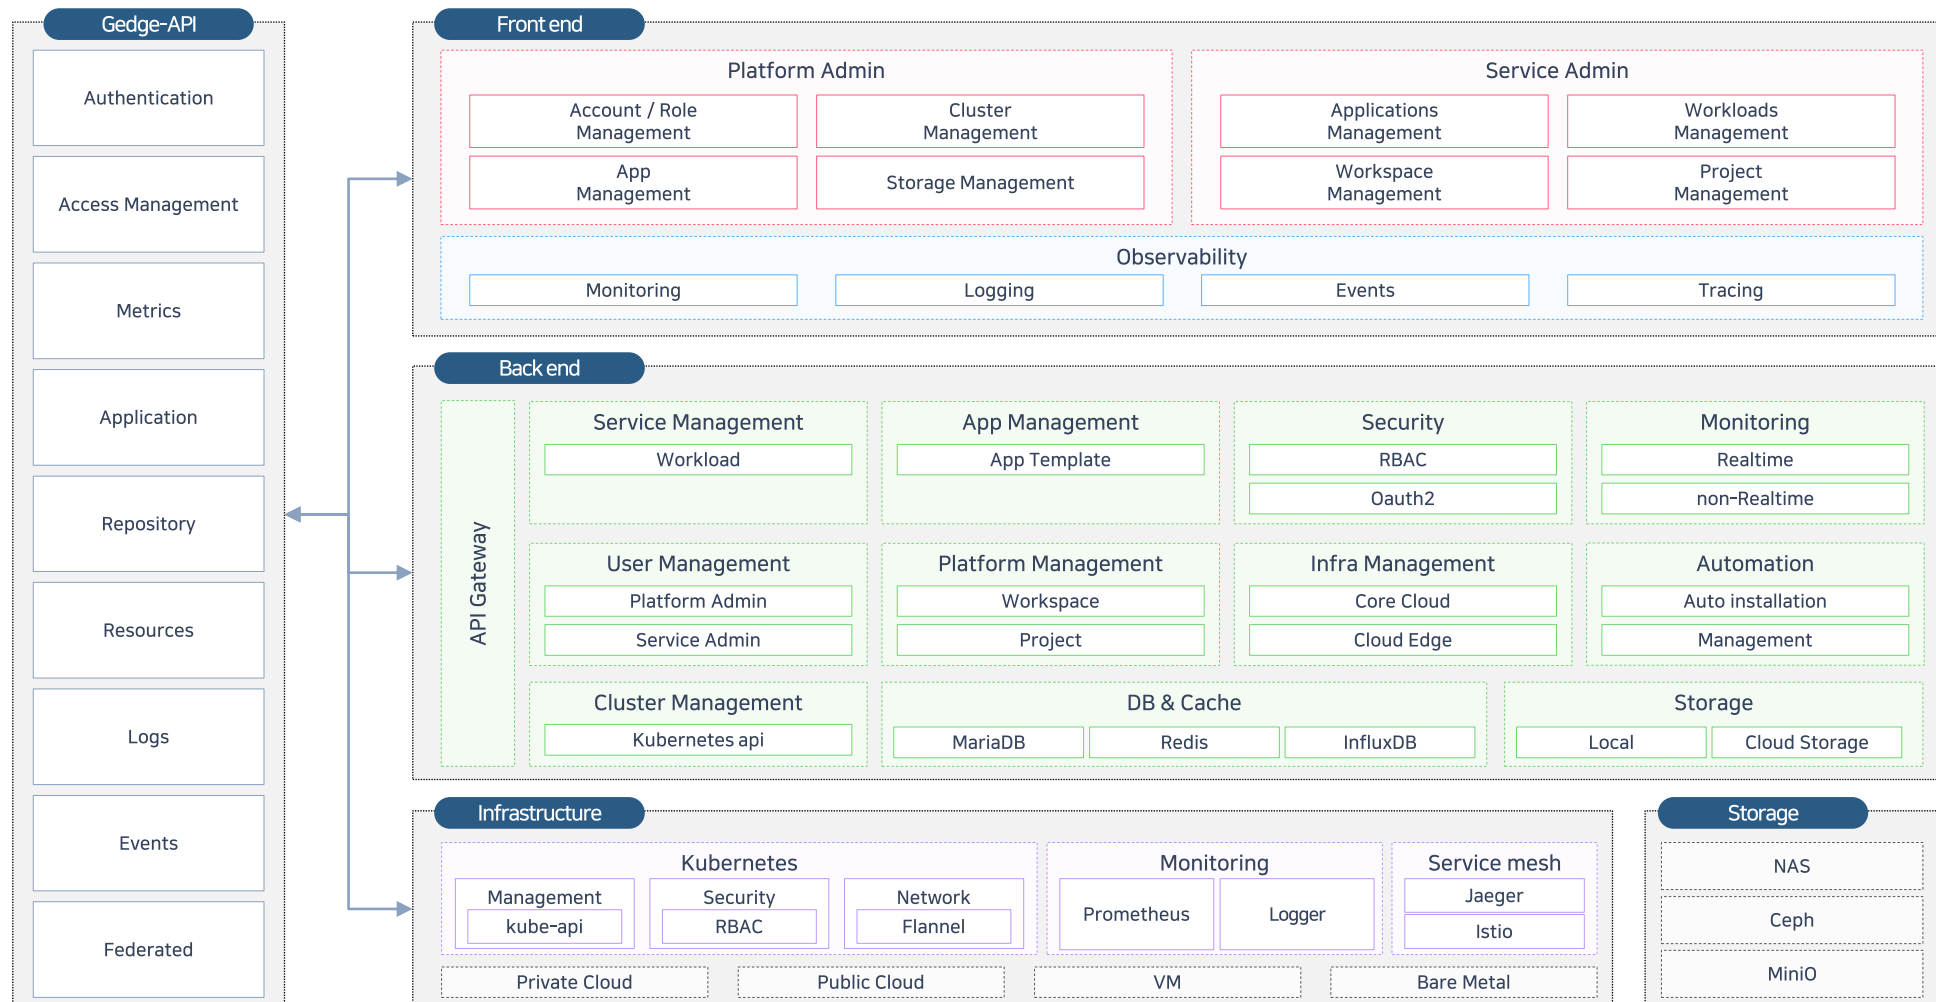 Gedge-API
Authentication
Access Management
Metrics
Application
Repository
Resources
Logs
Events
Federated
Front end
Platform Admin
Account / Role
Management
Cluster
Management
App
Management
Storage Management
Service Admin
Applications
Management
Workloads
Management
Workspace
Management
Project
Management
Observability
Monitoring
Logging
Events
Tracing
Back end
API Gateway
Service Management
Workload
App Management
App Template
Security
RBAC
Oauth2
Monitoring
Realtime
non-Realtime
User Management
Platform Admin
Service Admin
Platform Management
Workspace
Project
Infra Management
Core Cloud
Cloud Edge
Automation
Auto installation
Management
Cluster Management
Kubernetes api
DB & Cache
MariaDB
Redis
InfluxDB
Storage
Local
Cloud Storage
Infrastructure
Kubernetes
Management
kube-api
Security
RBAC
Network
Flannel
Monitoring
Prometheus
Logger
Service mesh
Jaeger
Istio
Private Cloud
Public Cloud
VM
Bare Metal
Storage
NAS
Ceph
MiniO